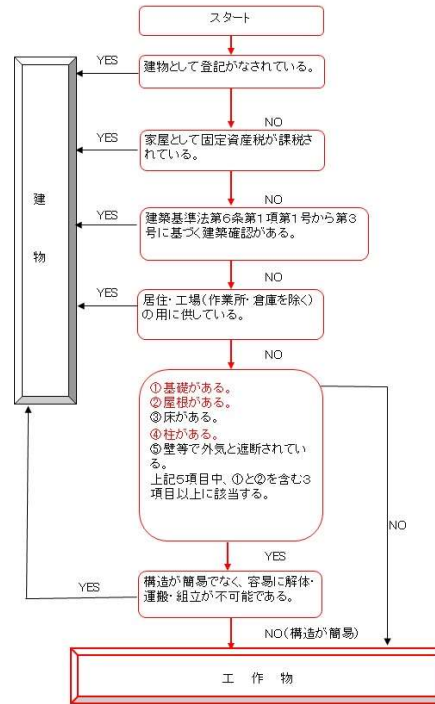 スタート
YES
建物として登記がなされている。
NO
YES
家屋として固定資産税が課税さ
れている。
NO
建
物
YES
建築基準法第6条第1項第1号から第3
号に基づく建築確認がある。
NO
YES
居住・工場(作業所・倉庫を除く)
の用に供している。
NO
①基礎がある。
②屋根がある。
③床がある。
④柱がある。
⑤壁等で外気と遮断されてい
る。
上記5項目中、①と②を含む3
項目以上に該当する。
NO
YES
YES
構造が簡易でなく、容易に解体・
運搬・組立が不可能である。
NO(構造が簡易)
工 作 物